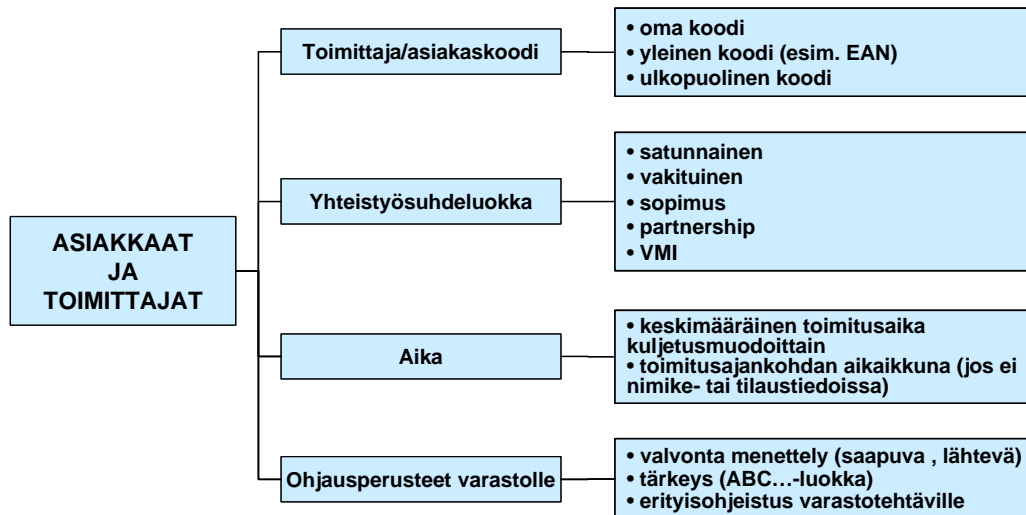 ASIAKKAAT
JA
TOIMITTAJAT
Toimittaja/asiakaskoodi
• oma koodi
• yleinen koodi (esim. EAN)
• ulkopuolinen koodi
Yhteistyösuhdeluokka
• satunnainen
• vakituinen
• sopimus
• partnership
• VMI
Aika
• keskimääräinen toimitusaika
kuljetusmuodoittain
• toimitusajankohdan aikaikkuna (jos ei
nimike- tai tilaustiedoissa)
Ohjausperusteet varastolle
• valvonta menettely (saapuva , lähtevä)
• tärkeys (ABC…-luokka)
• erityisohjeistus varastotehtäville